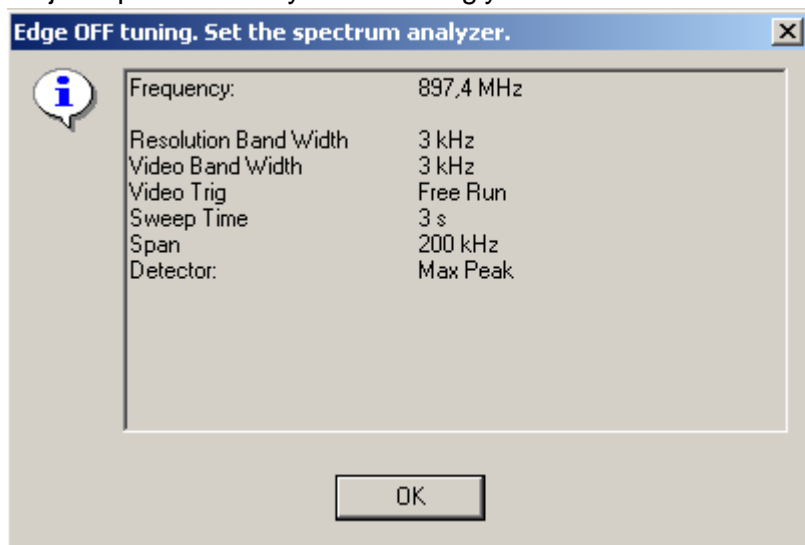 Edge OFF tuning. Set the spectrum analyzer.
Frequency: 897,4 MHz
Resolution Band Width 3 kHz
Video Band Width 3 kHz
Video Trig Free Run
Sweep Time 3 s
Span 200 kHz
Detector: Max Peak
OK